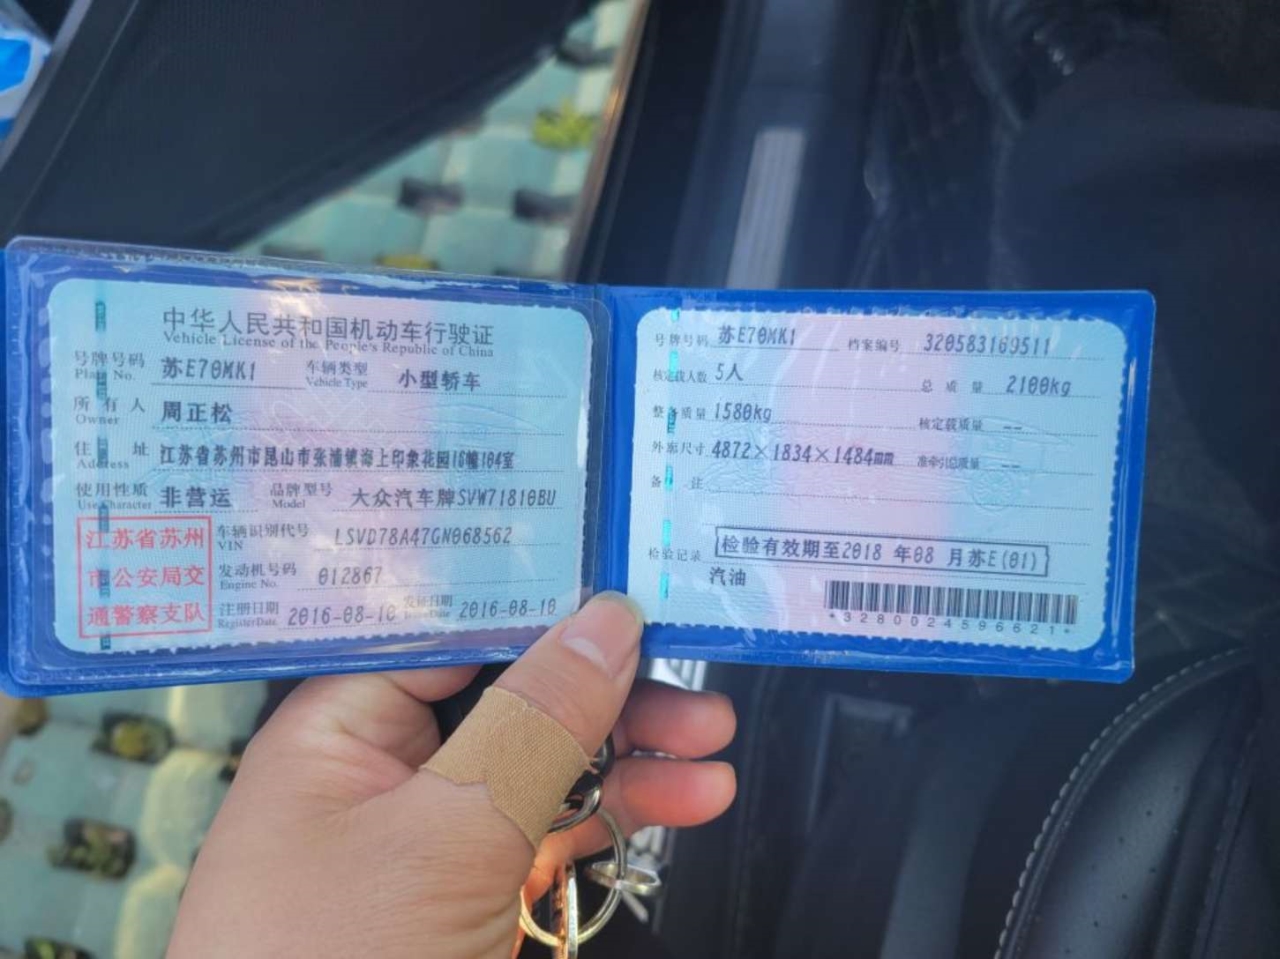 中华人民共和国机动车行驶证
Vehicle License of the People's Republic of China
号牌号码 苏E70MK1 车辆类型 小型轿车
Plate No. Vehicle Type
所有人 周正松
Owner
住址 江苏省苏州市昆山市张浦镇海上印象花园16幢104室
Address
使用性质 非营运 品牌型号 大众汽车牌SVW71810BU
Use Character Model
江苏省苏州
市公安局交
通警察支队
车辆识别代号 LSVD78A47GN068562
VIN
发动机号码 012867
Engine No.
注册日期 2016-08-10 发证日期 2016-08-10
Register Date Issue Date
号牌号码 苏E70MK1 档案编号 320583169511
核定载人数 5人 总质量 2100kg
整备质量 1580kg 核定载质量 --
外廓尺寸 4872×1834×1484mm 准牵引总质量 --
备注
检验记录 检验有效期至2018年08月苏E(01)
汽油
*3280024596621*